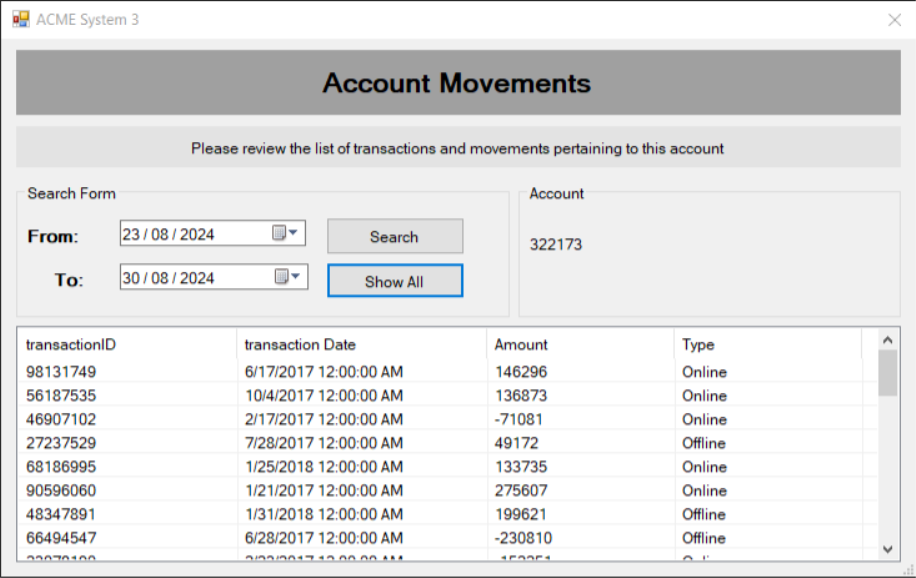 ACME System 3
Account Movements
Please review the list of transactions and movements pertaining to this account
Search Form
From: 23 / 08 / 2024 Search
To: 30 / 08 / 2024 Show All
Account
322173
transactionID transaction Date Amount Type
98131749 6/17/2017 12:00:00 AM 146296 Online
56187535 10/4/2017 12:00:00 AM 136873 Online
46907102 2/17/2017 12:00:00 AM -71081 Online
27237529 7/28/2017 12:00:00 AM 49172 Offline
68186995 1/25/2018 12:00:00 AM 133735 Online
90596060 1/21/2017 12:00:00 AM 275607 Online
48347891 1/31/2018 12:00:00 AM 199621 Offline
66494547 6/28/2017 12:00:00 AM -230810 Offline